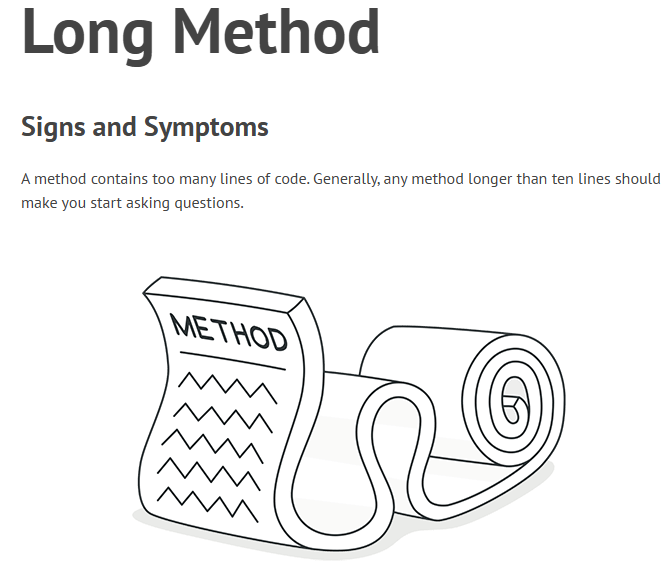 Long Method
Signs and Symptoms
A method contains too many lines of code. Generally, any method longer than ten lines should
make you start asking questions.
METHOD